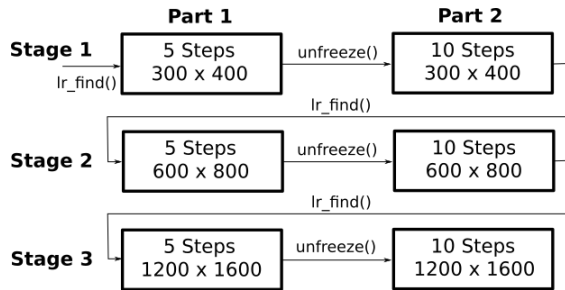 Part 1 Part 2
Stage 1
5 Steps
300 x 400
unfreeze()
10 Steps
300 x 400
lr_find()
lr_find()
Stage 2
5 Steps
600 x 800
unfreeze()
10 Steps
600 x 800
lr_find()
Stage 3
5 Steps
1200 x 1600
unfreeze()
10 Steps
1200 x 1600